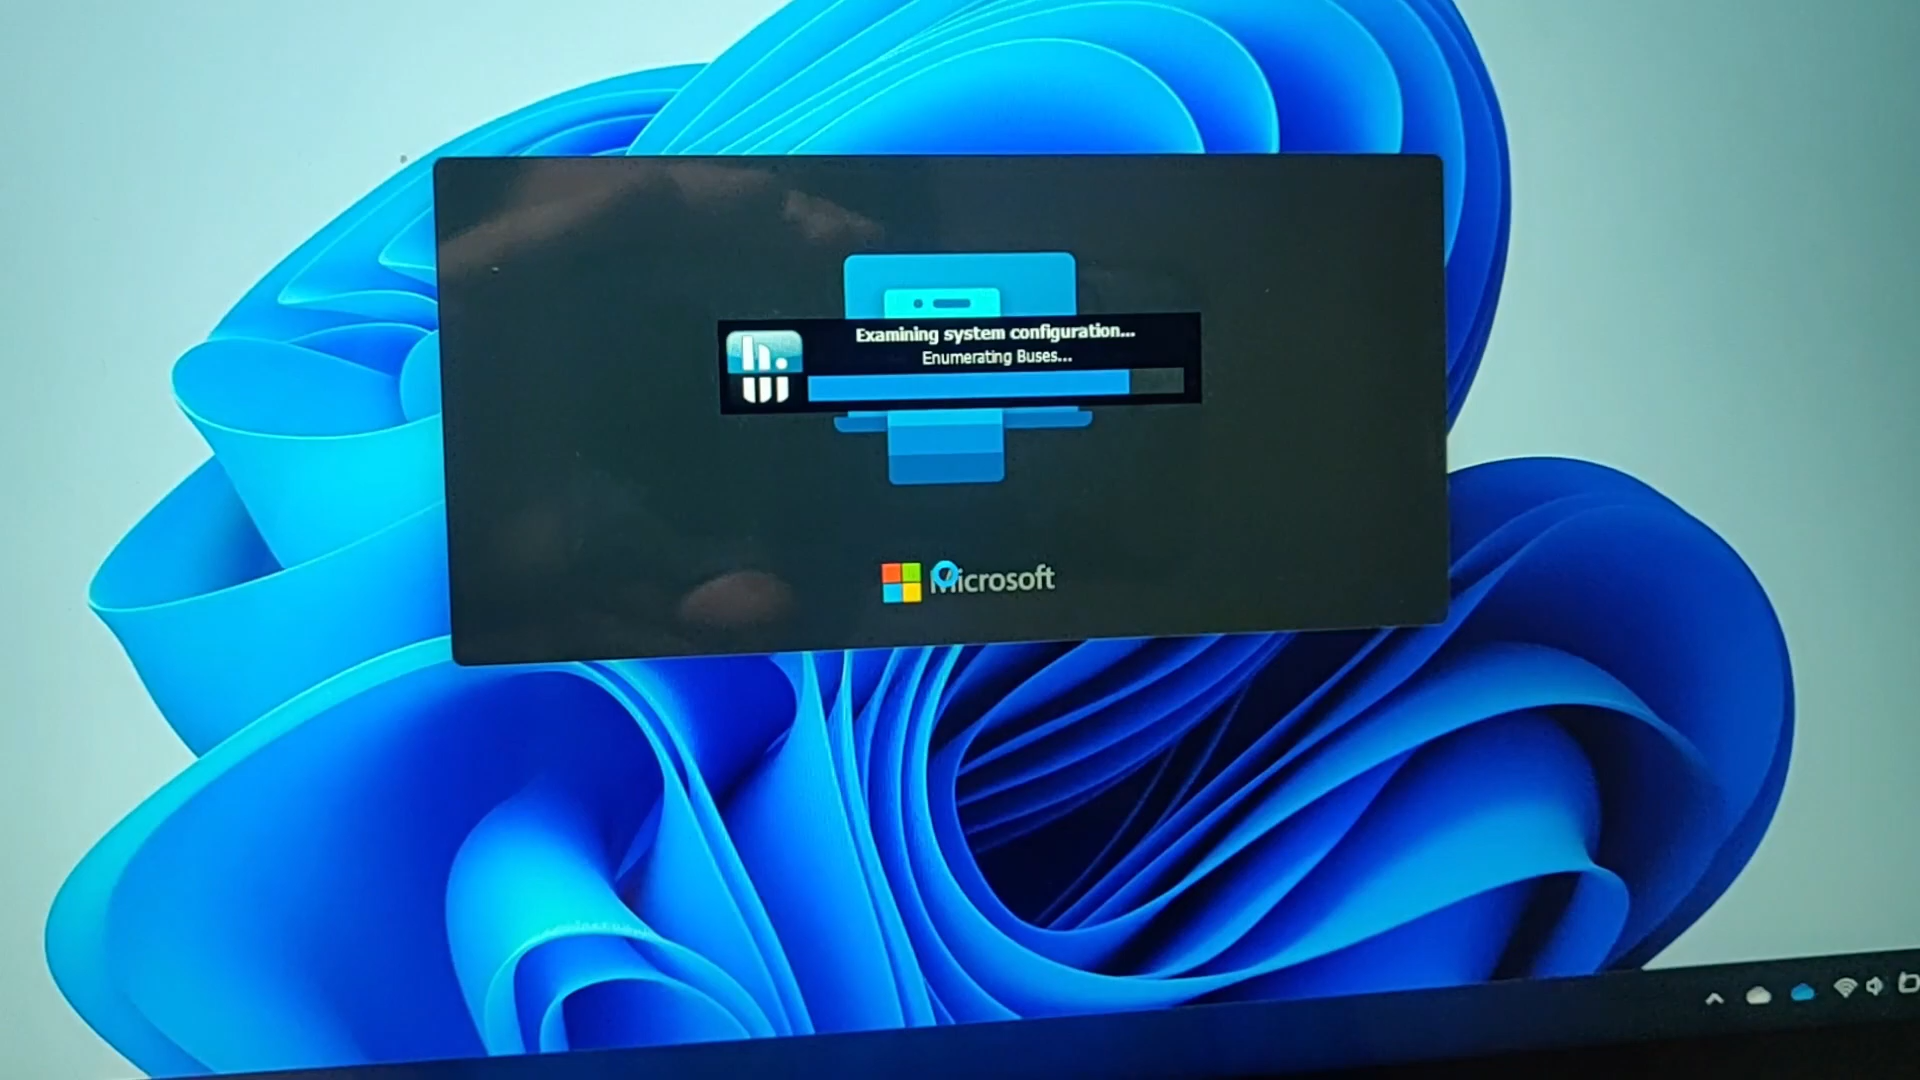 Examining system configuration...
Enumerating Buses...
Microsoft